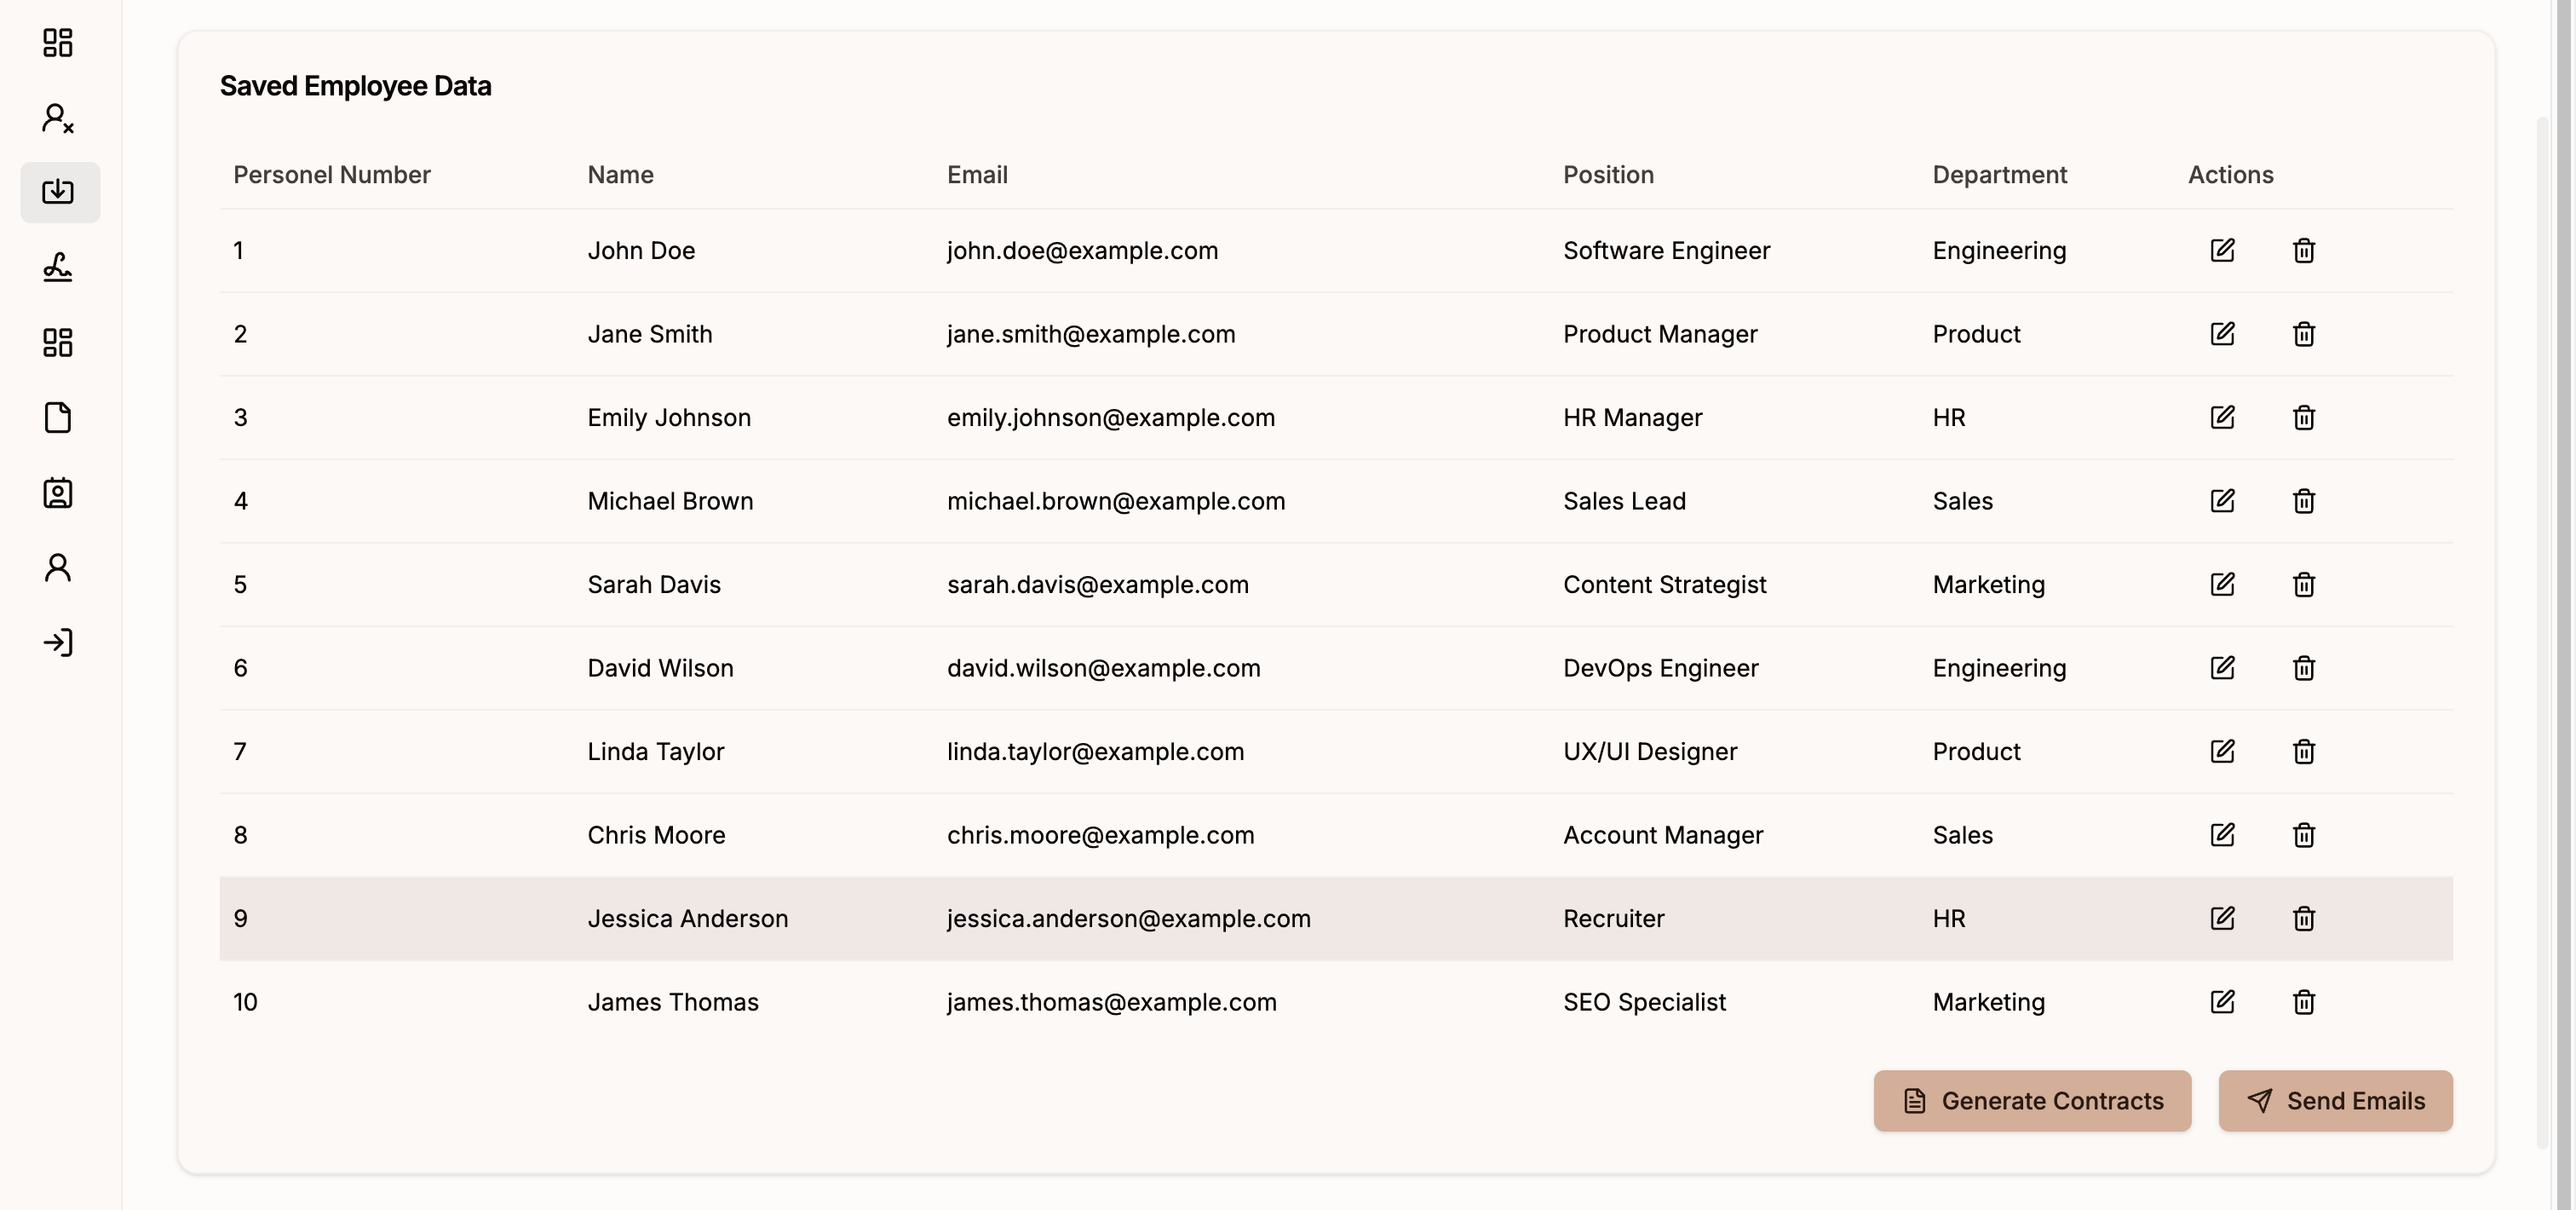 Saved Employee Data
Personel Number Name Email Position Department Actions
1 John Doe john.doe@example.com Software Engineer Engineering
2 Jane Smith jane.smith@example.com Product Manager Product
3 Emily Johnson emily.johnson@example.com HR Manager HR
4 Michael Brown michael.brown@example.com Sales Lead Sales
5 Sarah Davis sarah.davis@example.com Content Strategist Marketing
6 David Wilson david.wilson@example.com DevOps Engineer Engineering
7 Linda Taylor linda.taylor@example.com UX/UI Designer Product
8 Chris Moore chris.moore@example.com Account Manager Sales
9 Jessica Anderson jessica.anderson@example.com Recruiter HR
10 James Thomas james.thomas@example.com SEO Specialist Marketing
Generate Contracts Send Emails